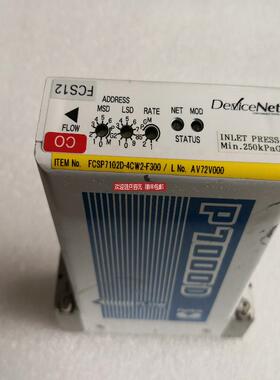 FCS12
ADDRESS
MSD LSD RATE NET MOD
DeviceNet
FLOW
STATUS
CO
INLET PRESS
Min.250kPaG
ITEM No. FCSP7102D-4CW2-F300 / L No. AV72V000
P7000D